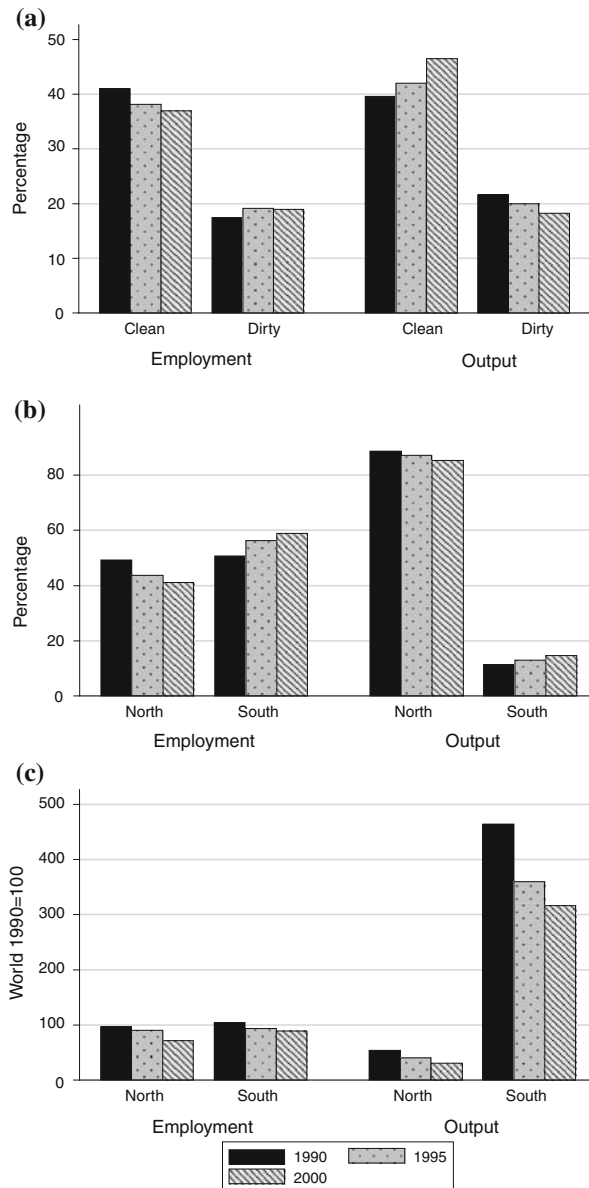 (a)
50
40
30
20
10
0
Percentage
Clean Dirty Clean Dirty
Employment Output
(b)
80
60
40
20
0
Percentage
North South North South
Employment Output
(c)
500
400
300
200
100
0
World 1990=100
North South North South
Employment Output
1990 1995
2000